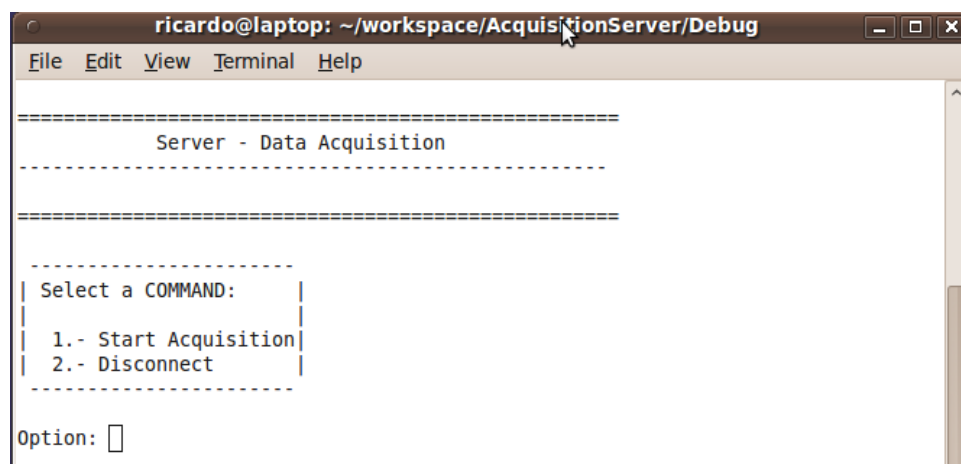 ricardo@laptop: ~/workspace/AcquisitionServer/Debug
File Edit View Terminal Help
====================================================
Server - Data Acquisition
---------------------------------------------------
====================================================
-----------------------
| Select a COMMAND:     |
|                       |
|  1.- Start Acquisition|
|  2.- Disconnect       |
-----------------------
Option: